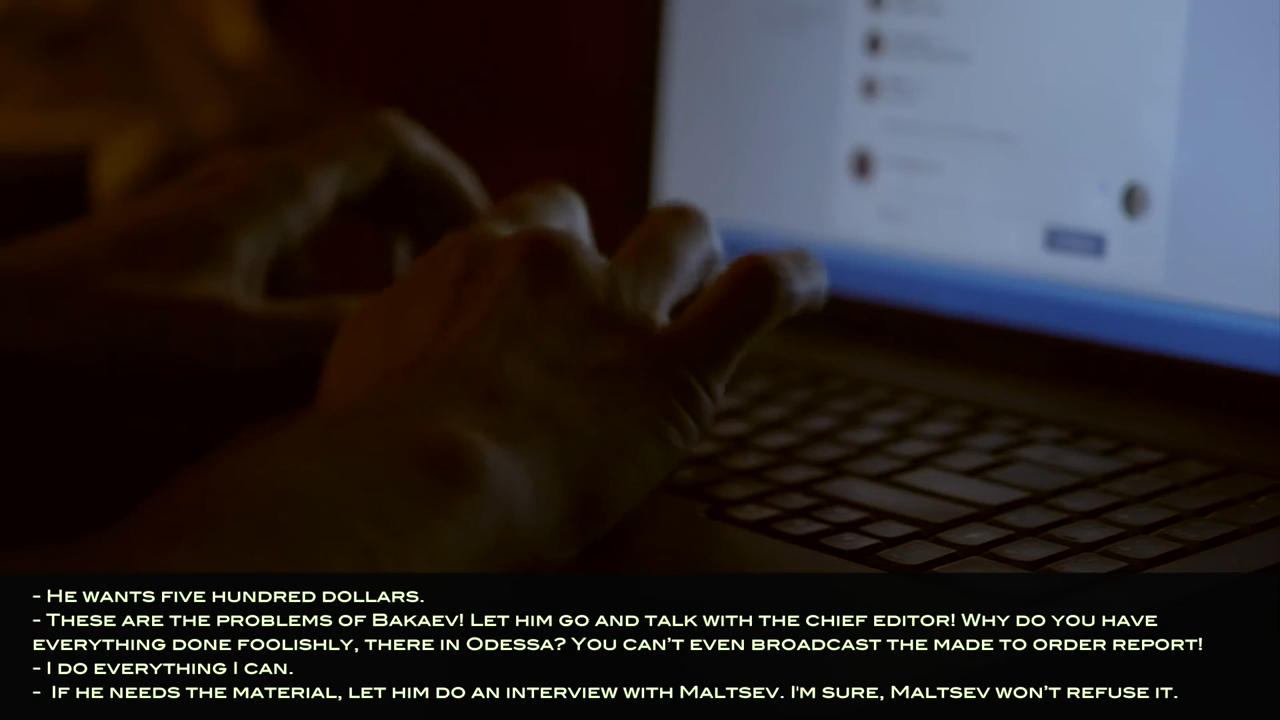 - He wants five hundred dollars.
- These are the problems of Bakaev! Let him go and talk with the chief editor! Why do you have
everything done foolishly, there in Odessa? You can't even broadcast the made to order report!
- I do everything I can.
- If he needs the material, let him do an interview with Maltsev. I'm sure, Maltsev won't refuse it.